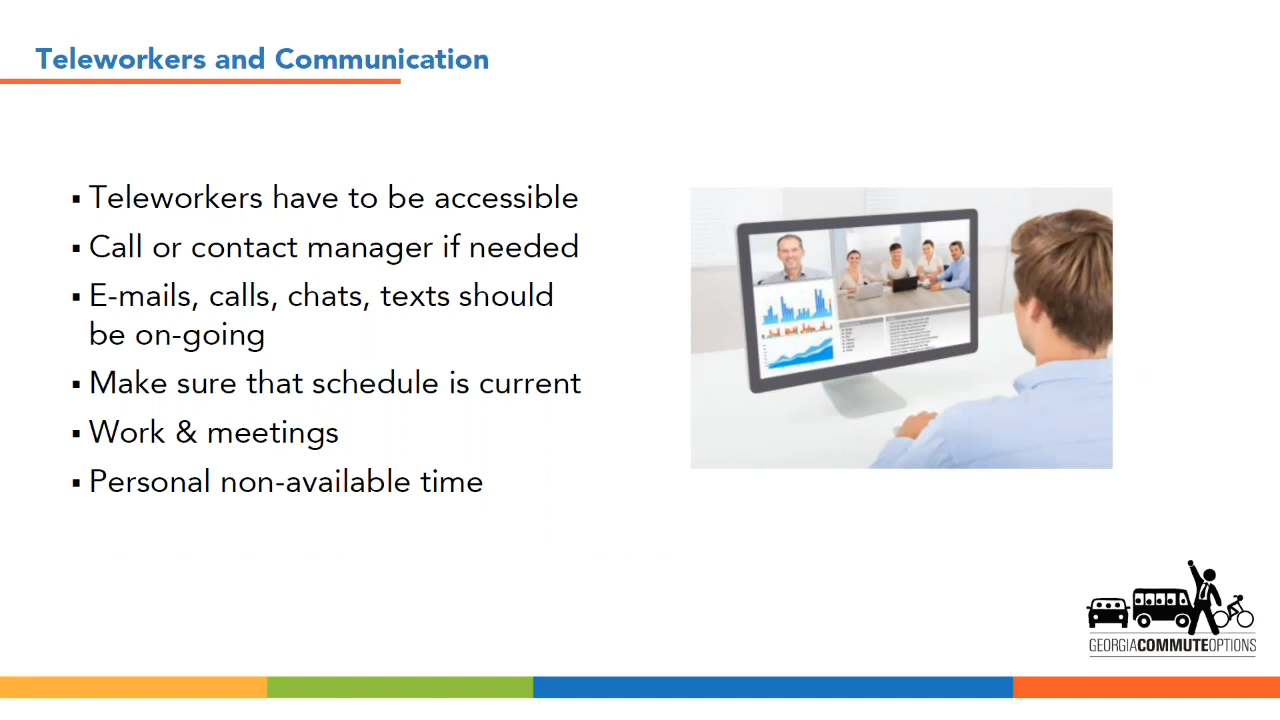 Teleworkers and Communication
▪ Teleworkers have to be accessible
▪ Call or contact manager if needed
▪ E-mails, calls, chats, texts should
be on-going
▪ Make sure that schedule is current
▪ Work & meetings
▪ Personal non-available time
GEORGIACOMMUTEOPTIONS